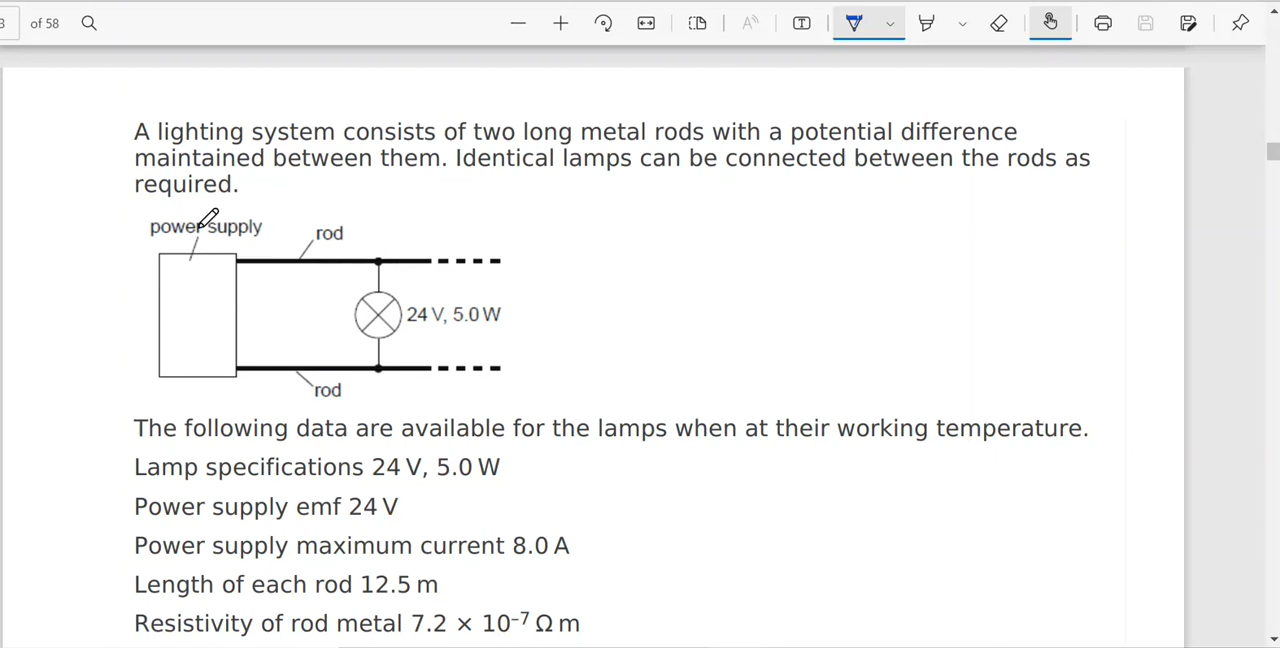 3 of 58
A lighting system consists of two long metal rods with a potential difference
maintained between them. Identical lamps can be connected between the rods as
required.
power supply
rod
24 V, 5.0 W
rod
The following data are available for the lamps when at their working temperature.
Lamp specifications 24 V, 5.0 W
Power supply emf 24 V
Power supply maximum current 8.0 A
Length of each rod 12.5 m
Resistivity of rod metal 7.2 × 10⁻⁷ Ω m